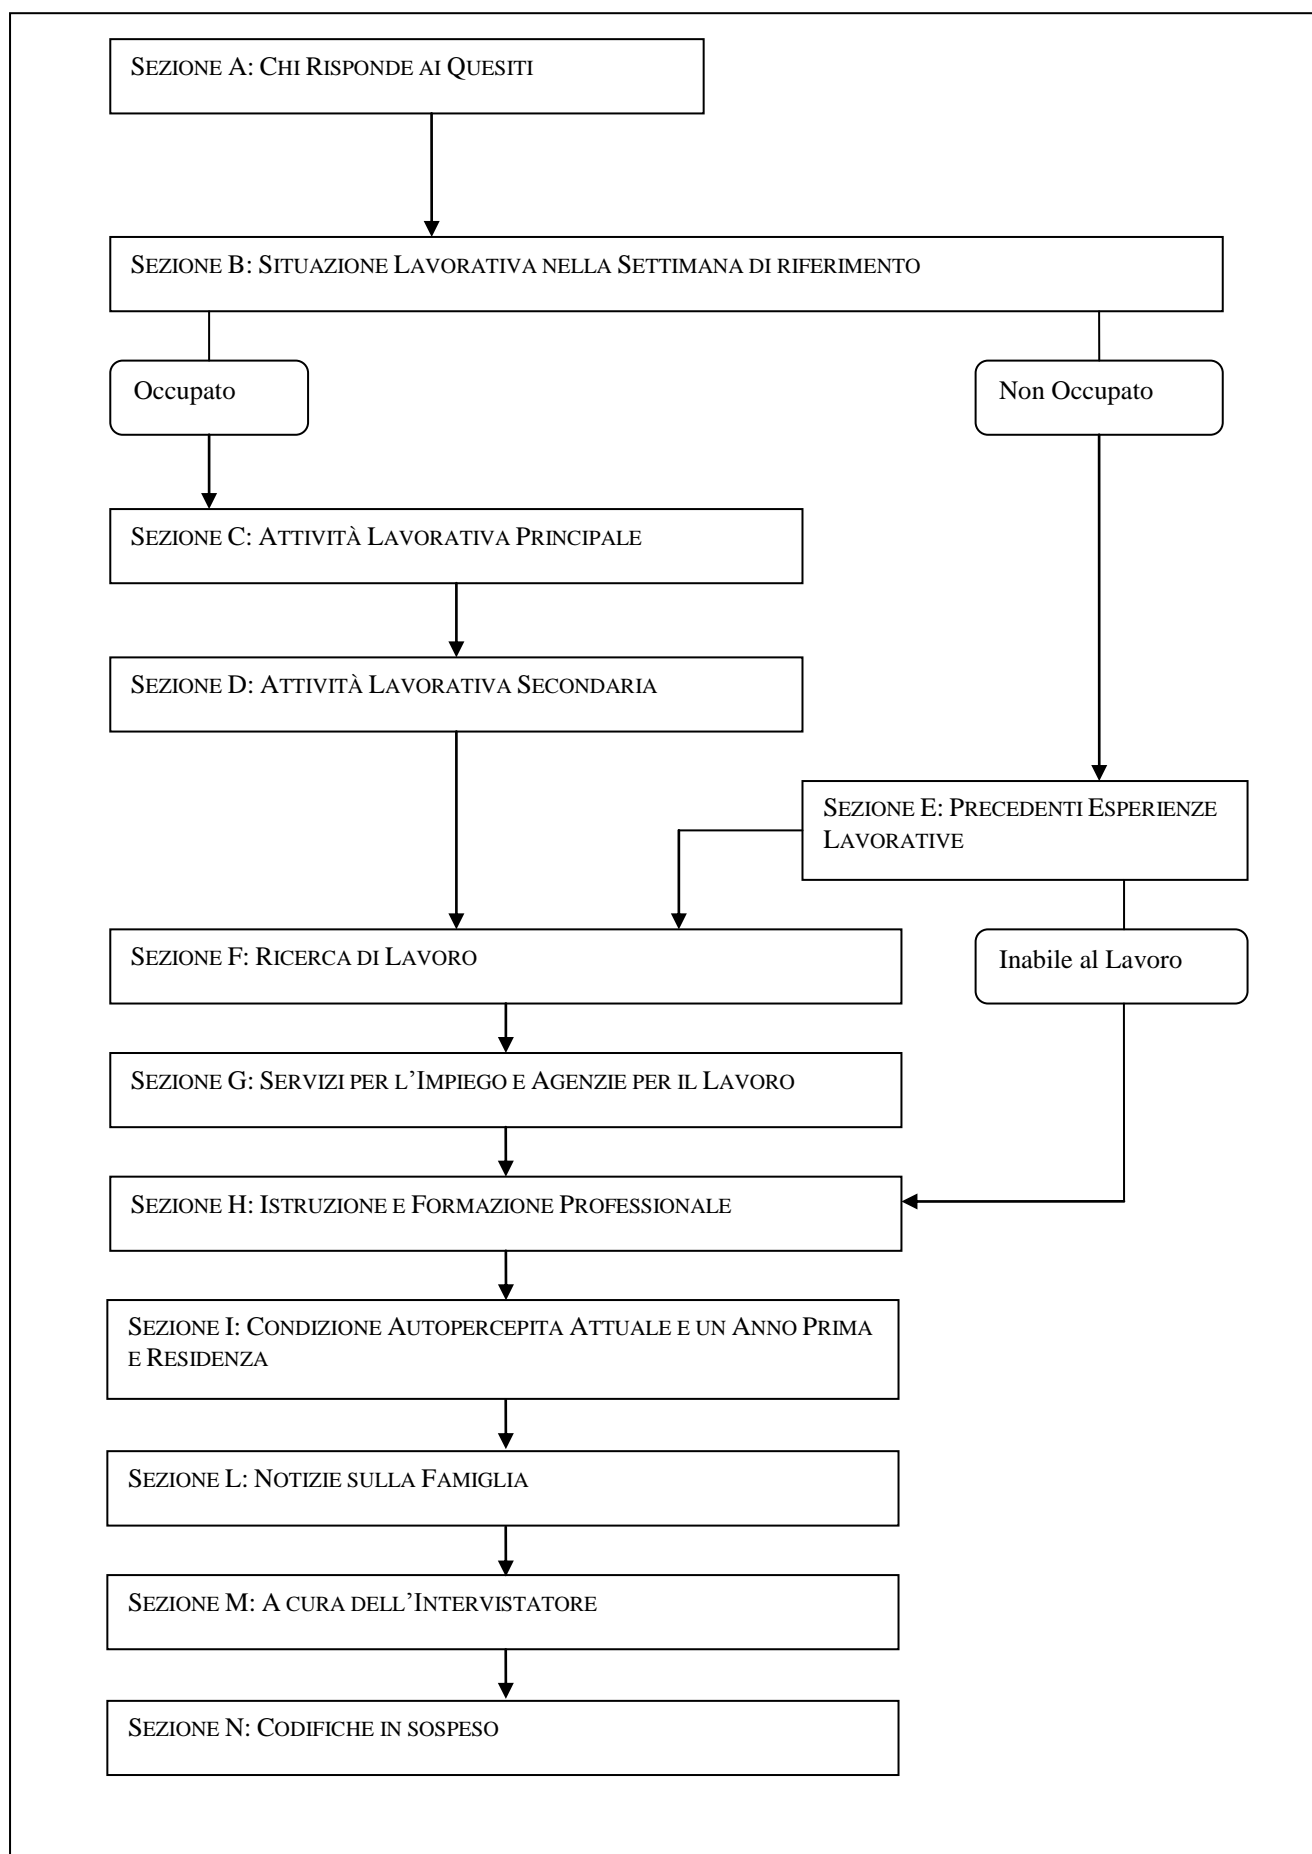 SEZIONE A: CHI RISPONDE AI QUESITI
SEZIONE B: SITUAZIONE LAVORATIVA NELLA SETTIMANA DI RIFERIMENTO
Occupato
Non Occupato
SEZIONE C: ATTIVITÀ LAVORATIVA PRINCIPALE
SEZIONE D: ATTIVITÀ LAVORATIVA SECONDARIA
SEZIONE E: PRECEDENTI ESPERIENZE
LAVORATIVE
SEZIONE F: RICERCA DI LAVORO
Inabile al Lavoro
SEZIONE G: SERVIZI PER L’IMPIEGO E AGENZIE PER IL LAVORO
SEZIONE H: ISTRUZIONE E FORMAZIONE PROFESSIONALE
SEZIONE I: CONDIZIONE AUTOPERCEPITA ATTUALE E UN ANNO PRIMA
E RESIDENZA
SEZIONE L: NOTIZIE SULLA FAMIGLIA
SEZIONE M: A CURA DELL’INTERVISTATORE
SEZIONE N: CODIFICHE IN SOSPESO